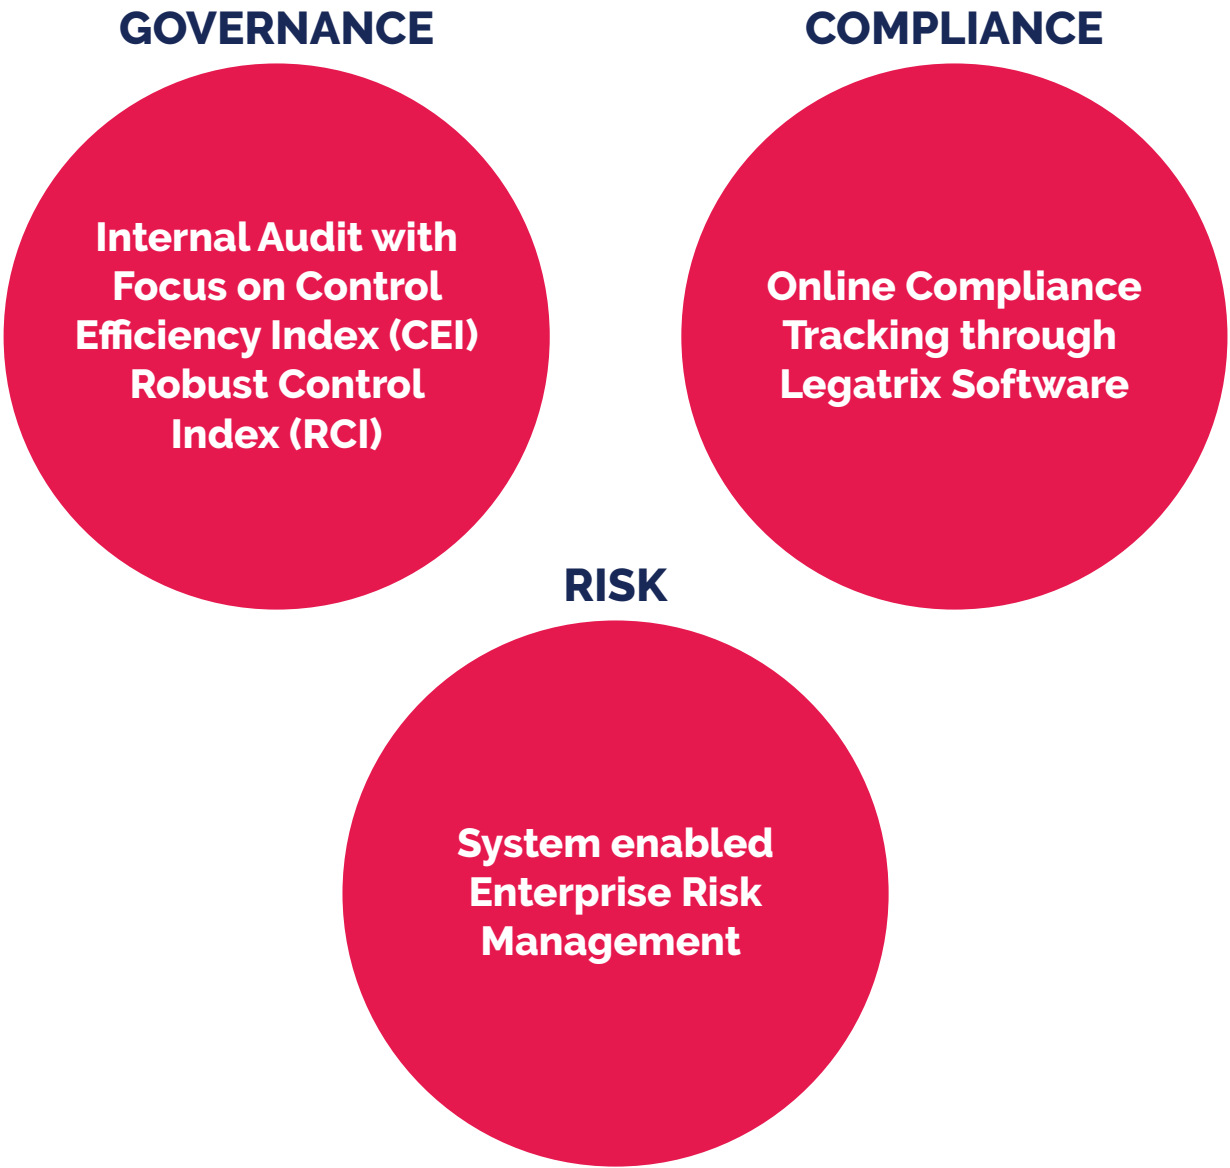 GOVERNANCE
Internal Audit with
Focus on Control
Efficiency Index (CEI)
Robust Control
Index (RCI)
COMPLIANCE
Online Compliance
Tracking through
Legatrix Software
RISK
System enabled
Enterprise Risk
Management